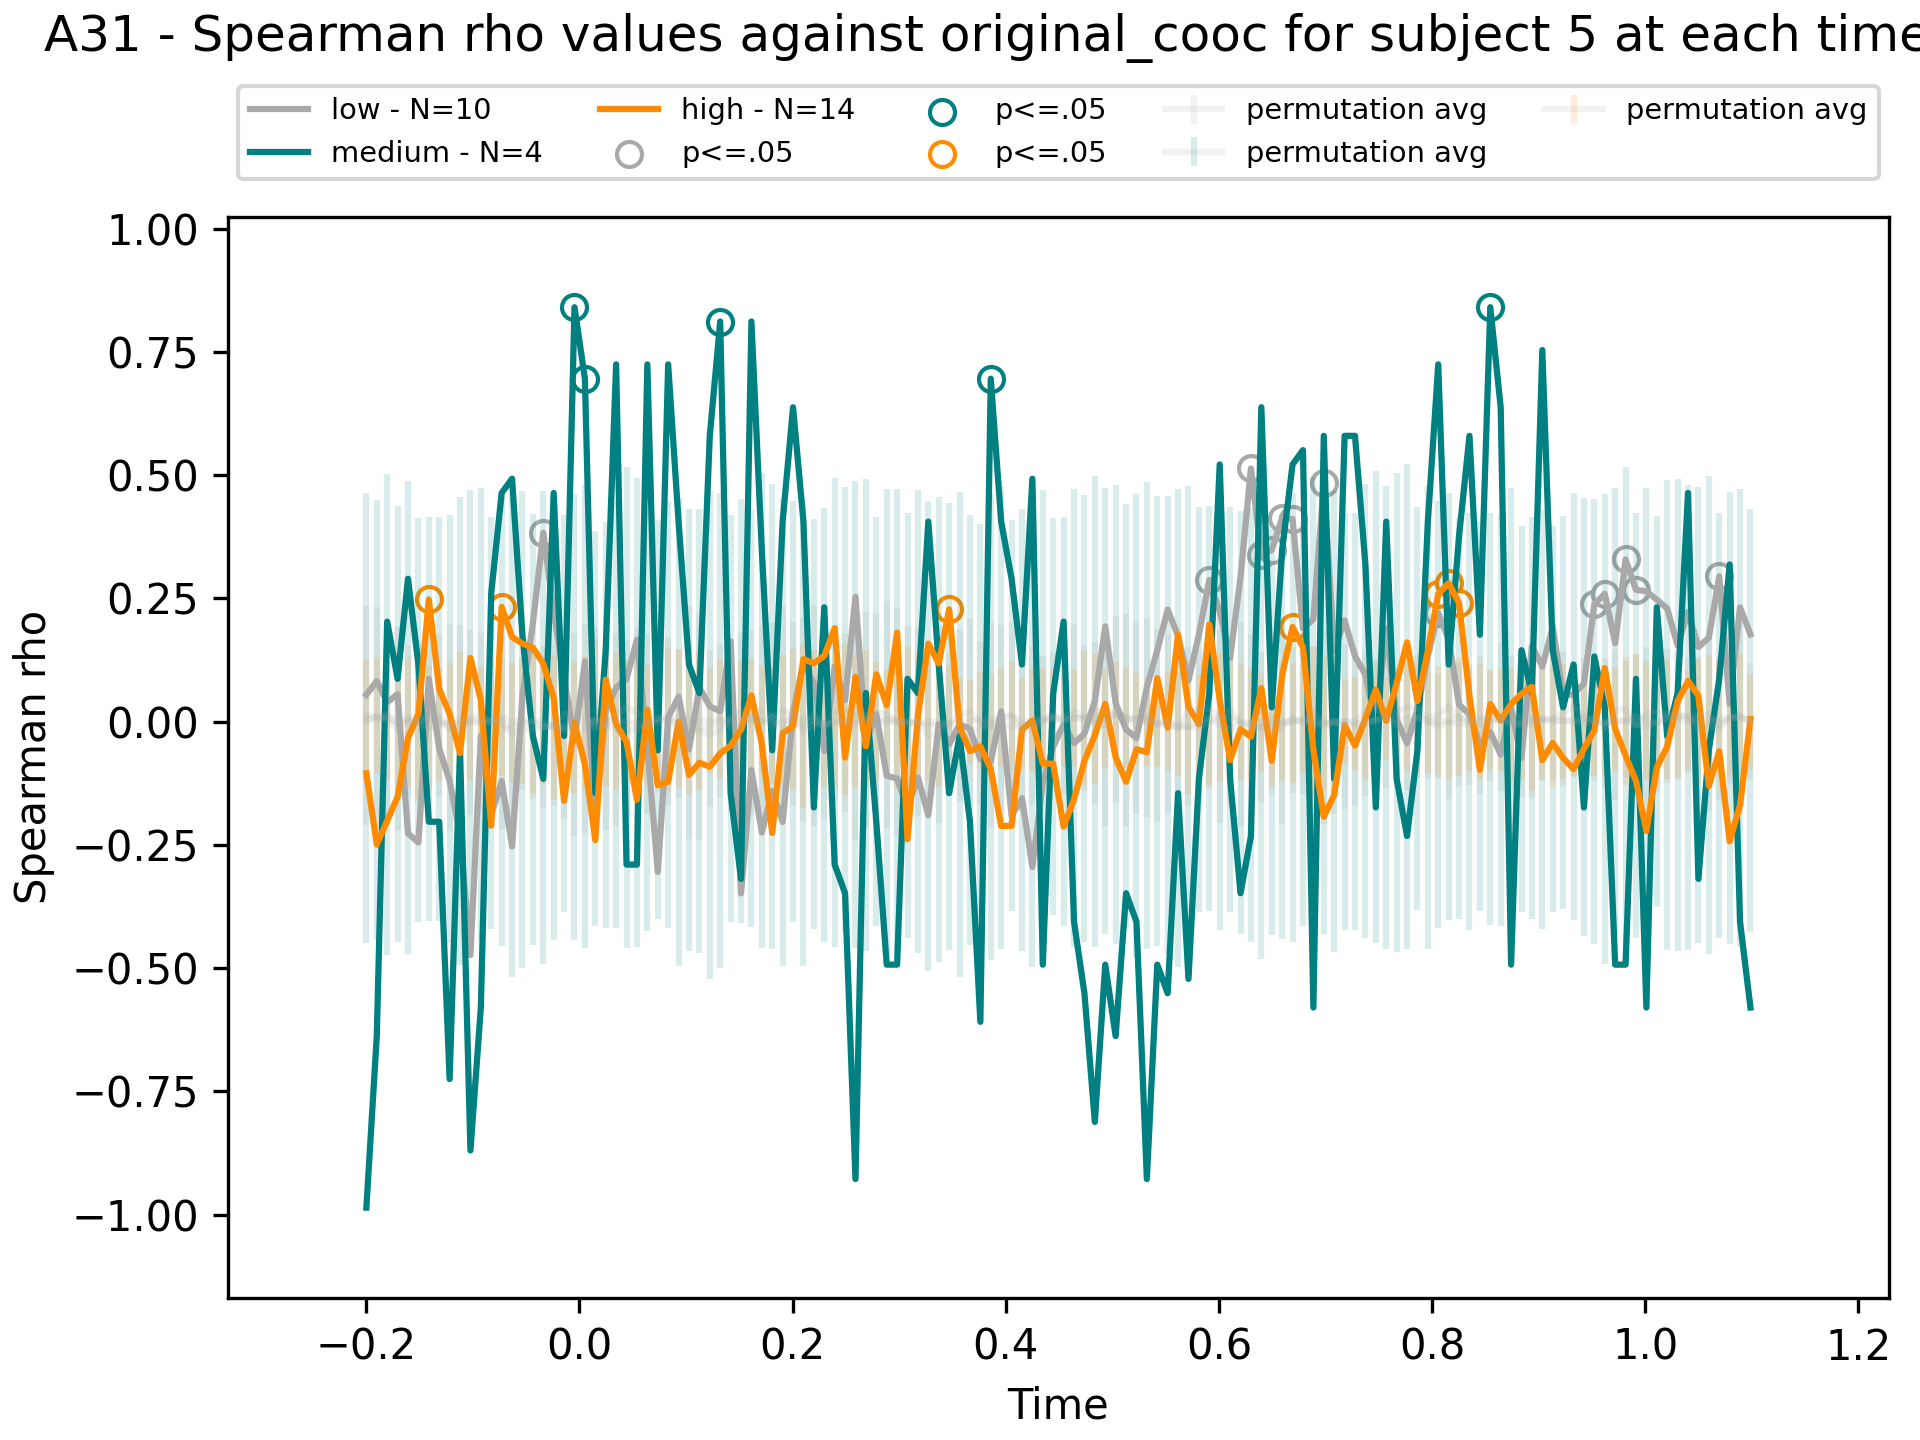 A31 - Spearman rho values against original_cooc for subject 5 at each time
low - N=10 high - N=14 p<=.05 permutation avg permutation avg
medium - N=4 p<=.05 p<=.05 permutation avg
1.00
0.75
0.50
0.25
0.00
−0.25
−0.50
−0.75
−1.00
Spearman rho
−0.2 0.0 0.2 0.4 0.6 0.8 1.0 1.2
Time